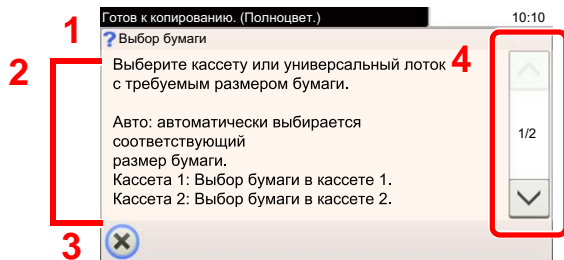 Готов к копированию. (Полноцвет.) 10:10
1
? Выбор бумаги
2
Выберите кассету или универсальный лоток 4
с требуемым размером бумаги.
Авто: автоматически выбирается
соответствующий
1/2
размер бумаги.
Кассета 1: Выбор бумаги в кассете 1.
Кассета 2: Выбор бумаги в кассете 2.
3